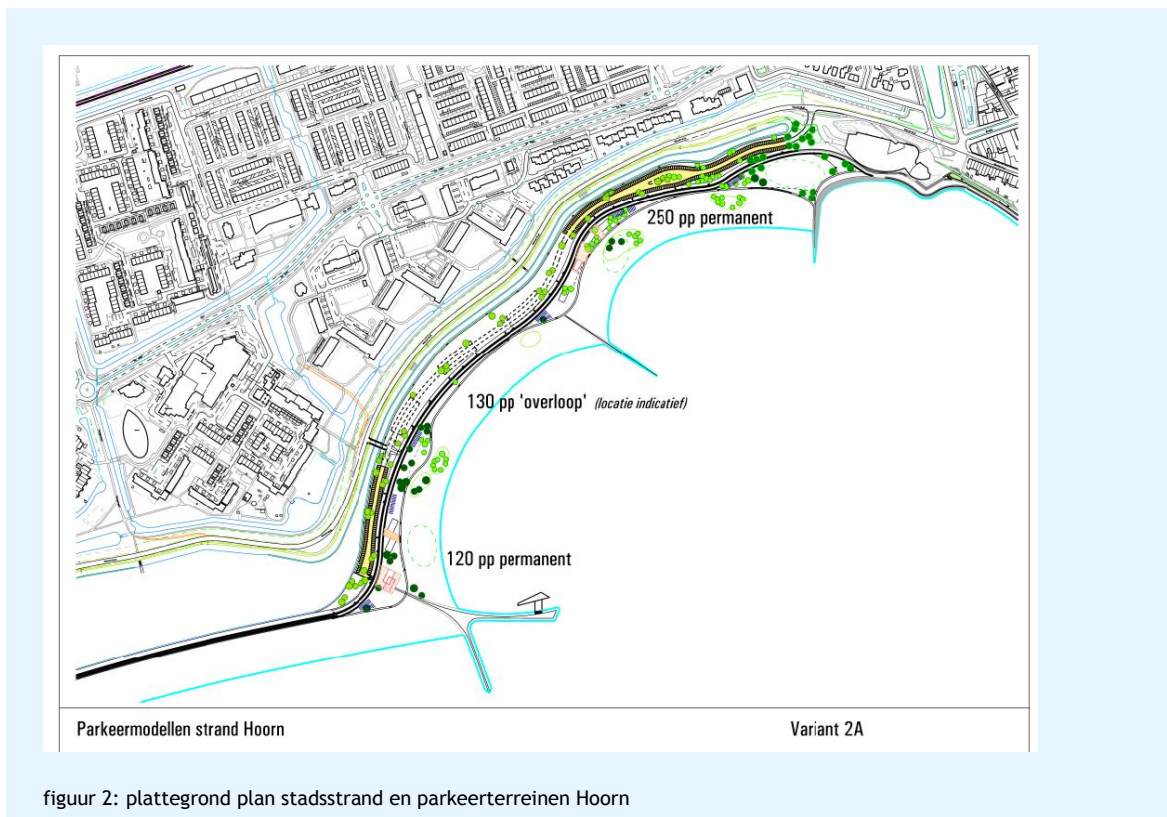 250 pp permanent
130 pp 'overloop' (locatie indicatief)
120 pp permanent
Parkeermodellen strand Hoorn
Variant 2A
figuur 2: plattegrond plan stadsstrand en parkeerterreinen Hoorn